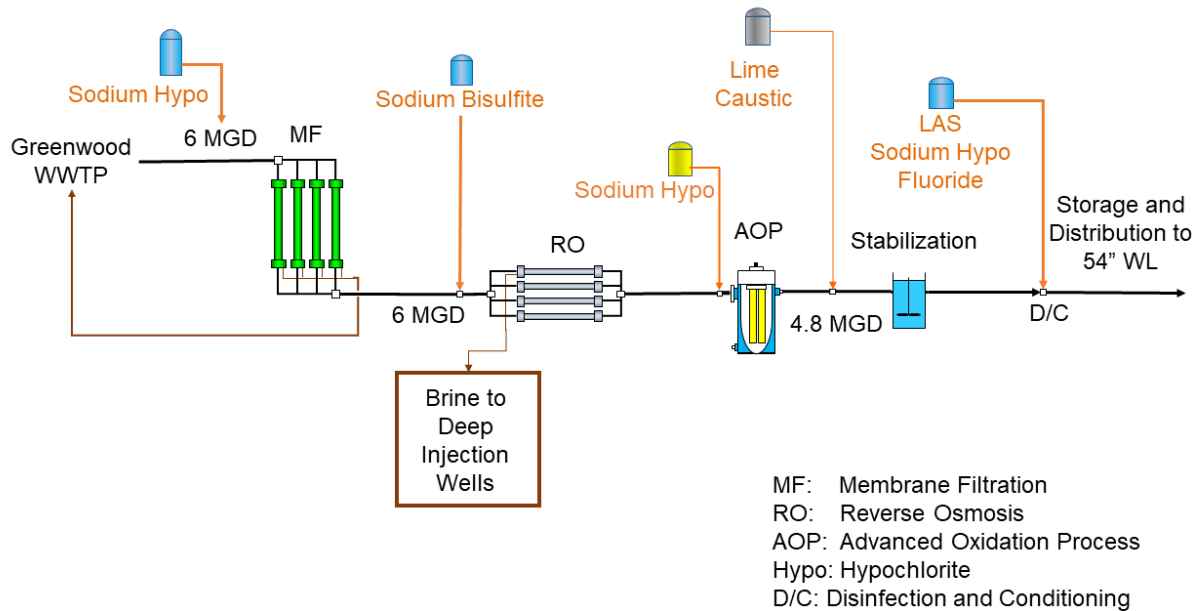 Sodium Hypo
6 MGD
MF
Greenwood
WWTP
Sodium Bisulfite
6 MGD
RO
Brine to
Deep
Injection
Wells
Sodium Hypo
AOP
Lime
Caustic
4.8 MGD
Stabilization
LAS
Sodium Hypo
Fluoride
D/C
Storage and
Distribution to
54” WL
MF: Membrane Filtration
RO: Reverse Osmosis
AOP: Advanced Oxidation Process
Hypo: Hypochlorite
D/C: Disinfection and Conditioning